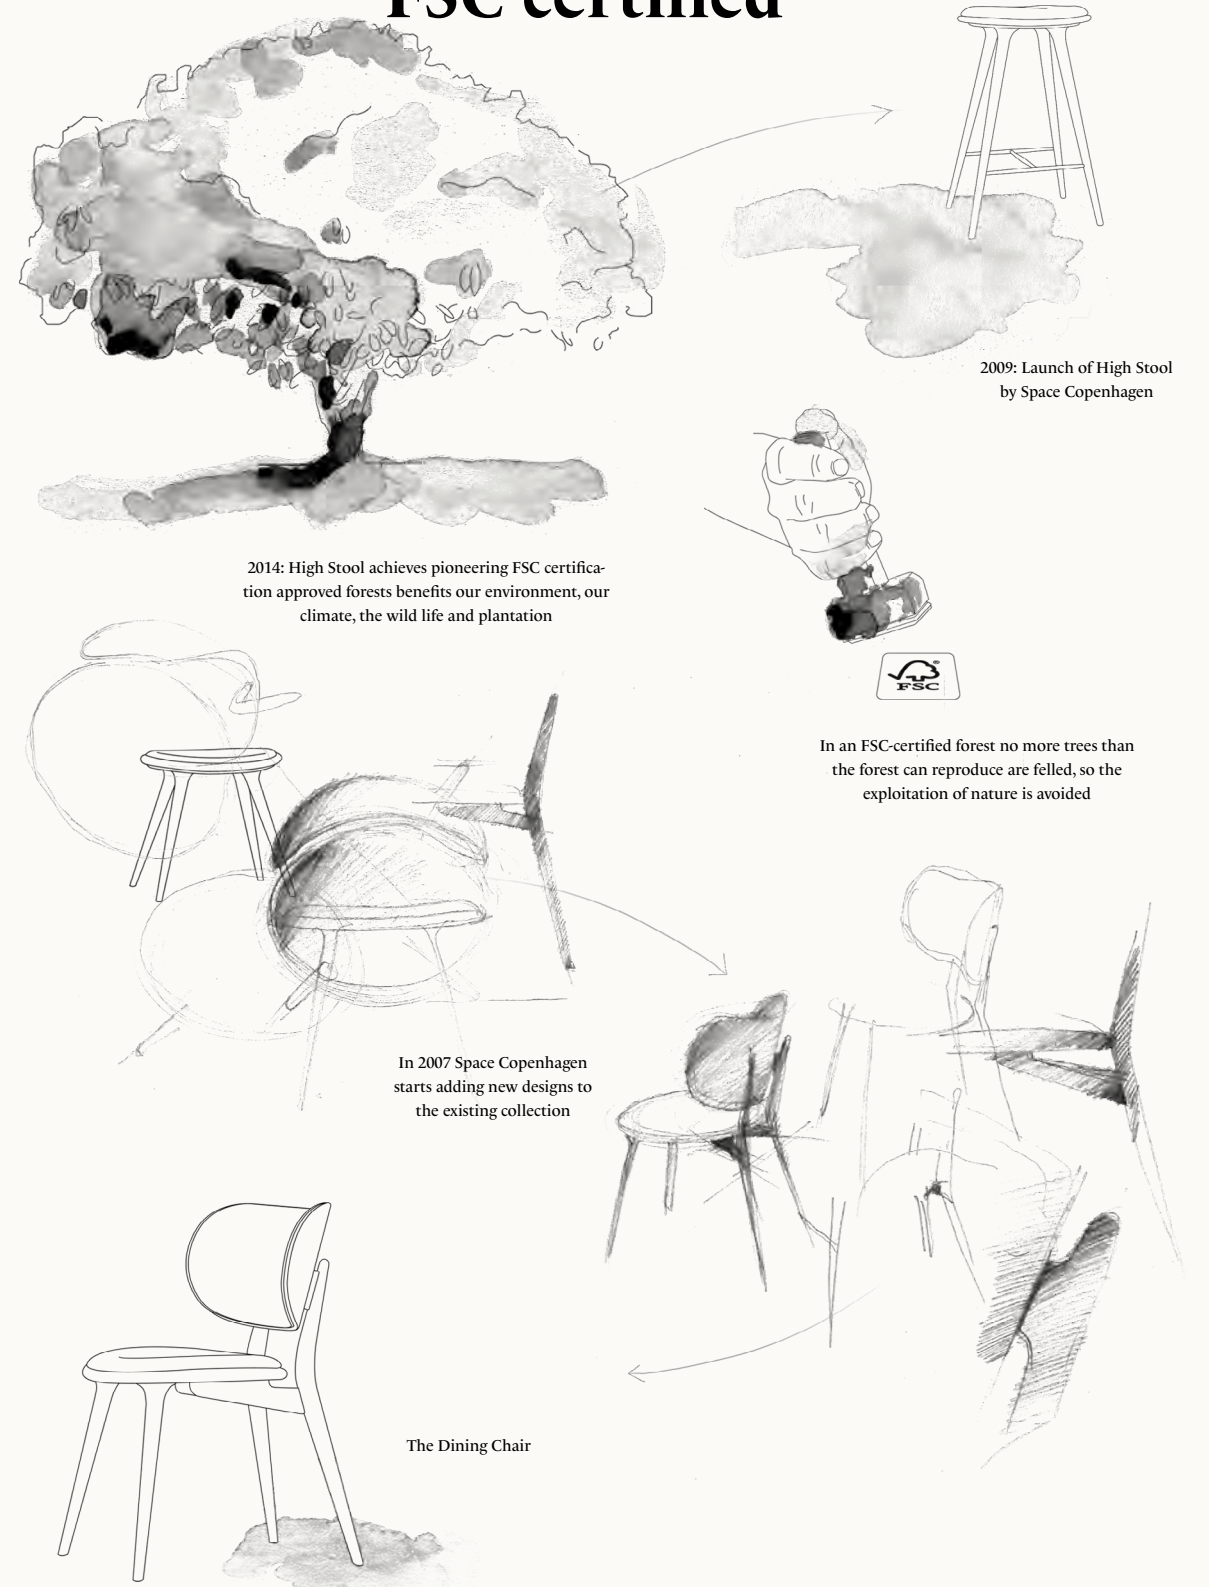 FSC certified
2009: Launch of High Stool
by Space Copenhagen
2014: High Stool achieves pioneering FSC certifica-
tion approved forests benefits our environment, our
climate, the wild life and plantation
FSC
In an FSC-certified forest no more trees than
the forest can reproduce are felled, so the
exploitation of nature is avoided
In 2007 Space Copenhagen
starts adding new designs to
the existing collection
The Dining Chair